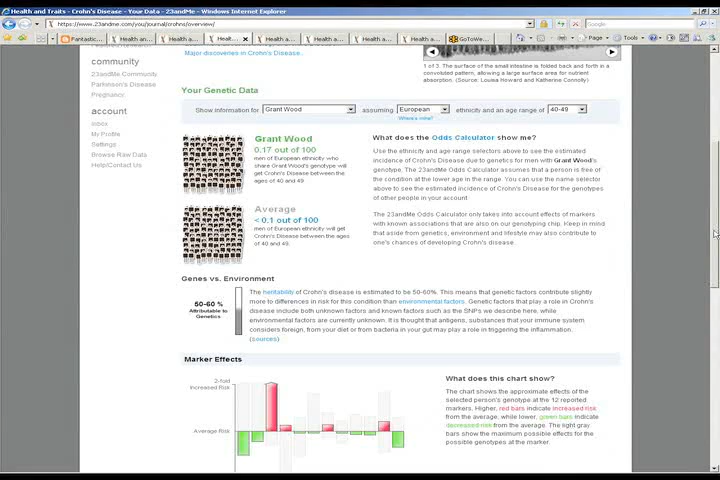 Health and Traits - Crohn's Disease - Your Data - 23andMe - Windows Internet Explorer
https://www.23andme.com/you/journal/crohns/overview/
Google
Fantastic...
Health an...
Health an...
Healt...
Health a...
Health a...
Health a...
Health a...
GoToWe...
Page
Tools
Major discoveries in Crohn's Disease...
1 of 3. The surface of the small intestine is folded back and forth in a
convoluted pattern, allowing a large surface area for nutrient
absorption. (Source: Louisa Howard and Katherine Connolly)
community
23andMe Community
Parkinson's Disease
Pregnancy
account
Inbox
My Profile
Settings
Browse Raw Data
Help/Contact Us
Your Genetic Data
Show information for Grant Wood assuming European ethnicity and an age range of 40-49
Where's mine?
Grant Wood
0.17 out of 100
men of European ethnicity who
share Grant Wood's genotype will
get Crohn's Disease between the
ages of 40 and 49.
Average
< 0.1 out of 100
men of European ethnicity will get
Crohn's Disease between the ages
of 40 and 49.
What does the Odds Calculator show me?
Use the ethnicity and age range selectors above to see the estimated
incidence of Crohn's Disease due to genetics for men with Grant Wood's
genotype. The 23andMe Odds Calculator assumes that a person is free of
the condition at the lower age in the range. You can use the name selector
above to see the estimated incidence of Crohn's Disease for the genotypes
of other people in your account.
The 23andMe Odds Calculator only takes into account effects of markers
with known associations that are also on our genotyping chip. Keep in mind
that aside from genetics, environment and lifestyle may also contribute to
one's chances of developing Crohn's disease.
Genes vs. Environment
50-60 %
Attributable to
Genetics
The heritability of Crohn's disease is estimated to be 50-60%. This means that genetic factors contribute slightly
more to differences in risk for this condition than environmental factors. Genetic factors that play a role in Crohn's
disease include both unknown factors and known factors such as the SNPs we describe here, while
environmental factors are currently unknown. It is thought that antigens, substances that your immune system
considers foreign, from your diet or from bacteria in your gut may play a role in triggering the inflammation.
(sources)
Marker Effects
2-fold
Increased Risk
Average Risk
What does this chart show?
The chart shows the approximate effects of the
selected person's genotype at the 12 reported
markers. Higher, red bars indicate increased risk
from the average, while lower, green bars indicate
decreased risk from the average. The light gray
bars show the maximum possible effects for the
possible genotypes at the marker.